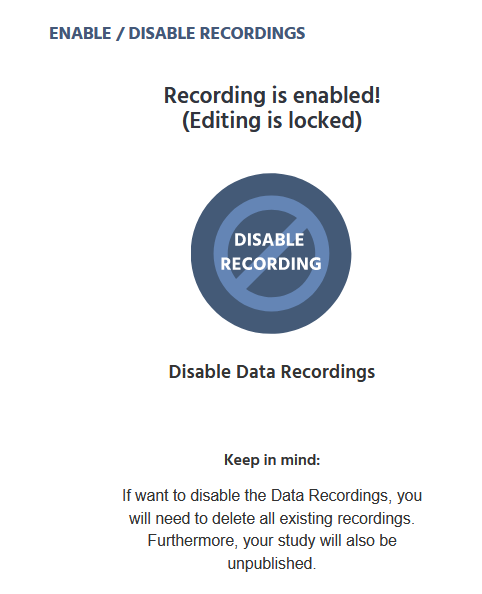 ENABLE / DISABLE RECORDINGS
Recording is enabled!
(Editing is locked)
DISABLE
RECORDING
Disable Data Recordings
Keep in mind:
If want to disable the Data Recordings, you
will need to delete all existing recordings.
Furthermore, your study will also be
unpublished.